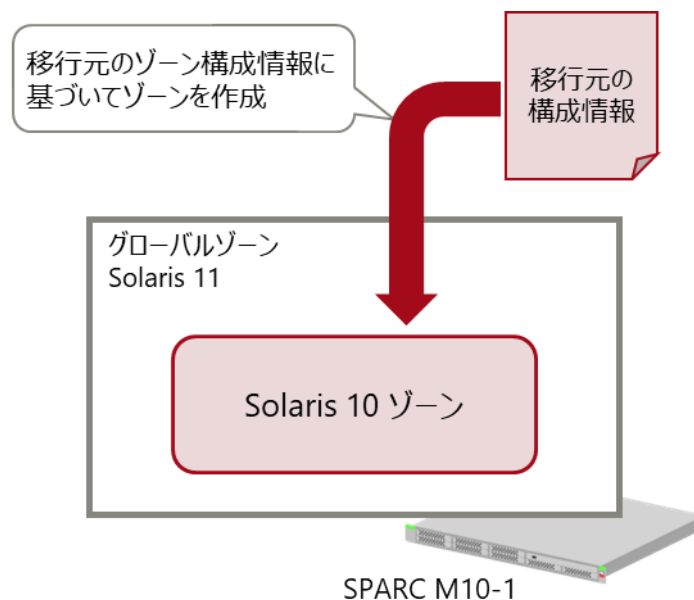 移行元のゾーン構成情報に
基づいてゾーンを作成
移行元の
構成情報
グローバルゾーン
Solaris 11
Solaris 10 ゾーン
SPARC M10-1